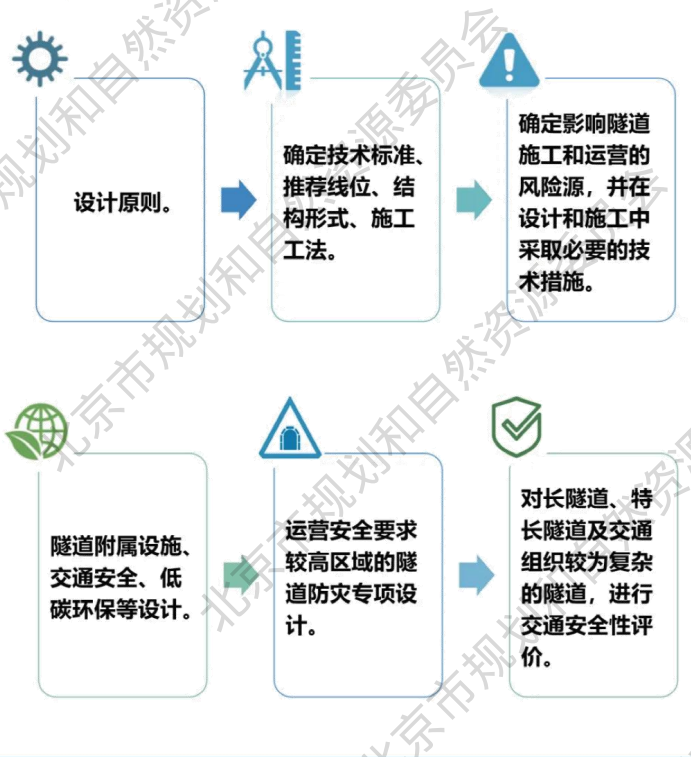 设计原则。
确定技术标准、
推荐线位、结
构形式、施工
工法。
确定影响隧道
施工和运营的
风险源，并在
设计和施工中
采取必要的技
术措施。
隧道附属设施、
交通安全、低
碳环保等设计。
运营安全要求
较高区域的隧
道防灾专项设
计。
对长隧道、特
长隧道及交通
组织较为复杂
的隧道，进行
交通安全性评
价。
北京市规划和自然资源委员会